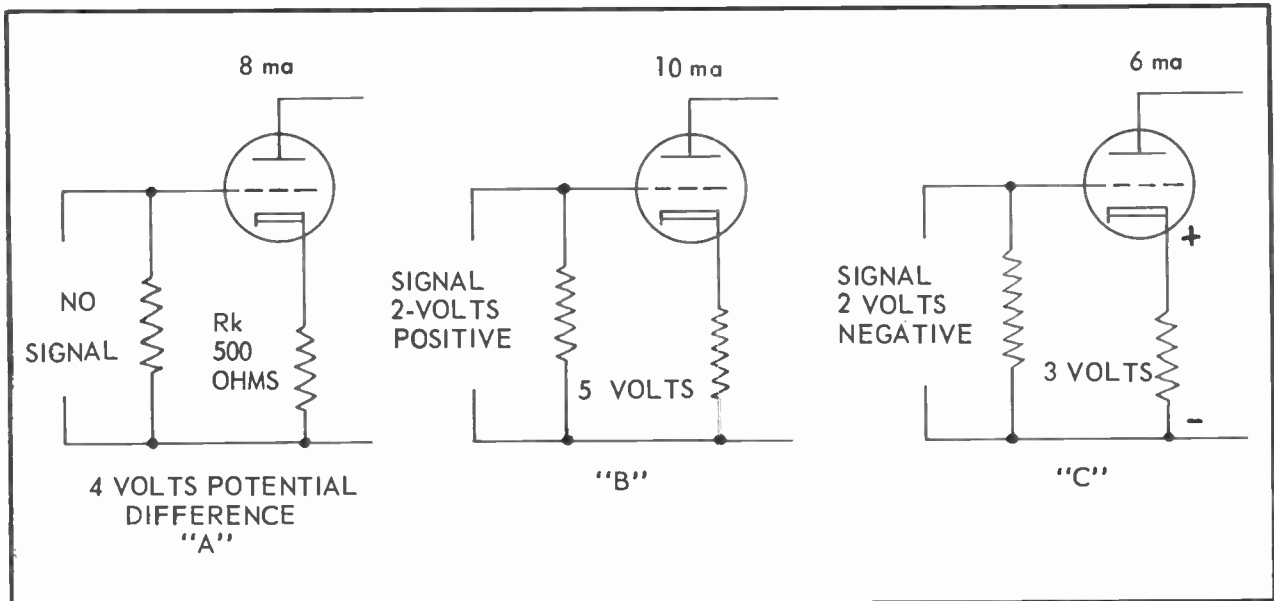 8 ma
NO
SIGNAL
Rk
500
OHMS
4 VOLTS POTENTIAL
DIFFERENCE
"A"
10 ma
SIGNAL
2-VOLTS
POSITIVE
5 VOLTS
"B"
6 ma
SIGNAL
2 VOLTS
NEGATIVE
+
3 VOLTS
-
"C"